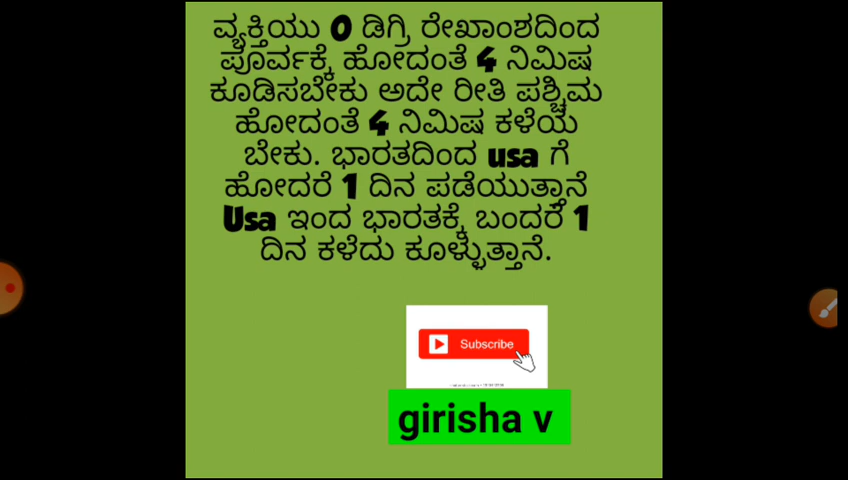 ವ್ಯಕ್ತಿಯು 0 ಡಿಗ್ರಿ ರೇಖಾಂಶದಿಂದ
ಪೂರ್ವಕ್ಕೆ ಹೋದಂತೆ 4 ನಿಮಿಷ
ಕೂಡಿಸಬೇಕು ಅದೇ ರೀತಿ ಪಶ್ಚಿಮ
ಹೋದಂತೆ 4 ನಿಮಿಷ ಕಳೆಯ
ಬೇಕು. ಭಾರತದಿಂದ usa ಗೆ
ಹೋದರೆ 1 ದಿನ ಪಡೆಯುತ್ತಾನೆ
Usa ಇಂದ ಭಾರತಕ್ಕೆ ಬಂದರೆ 1
ದಿನ ಕಳೆದು ಕೂಳ್ಳುತ್ತಾನೆ.
Subscribe
girisha v